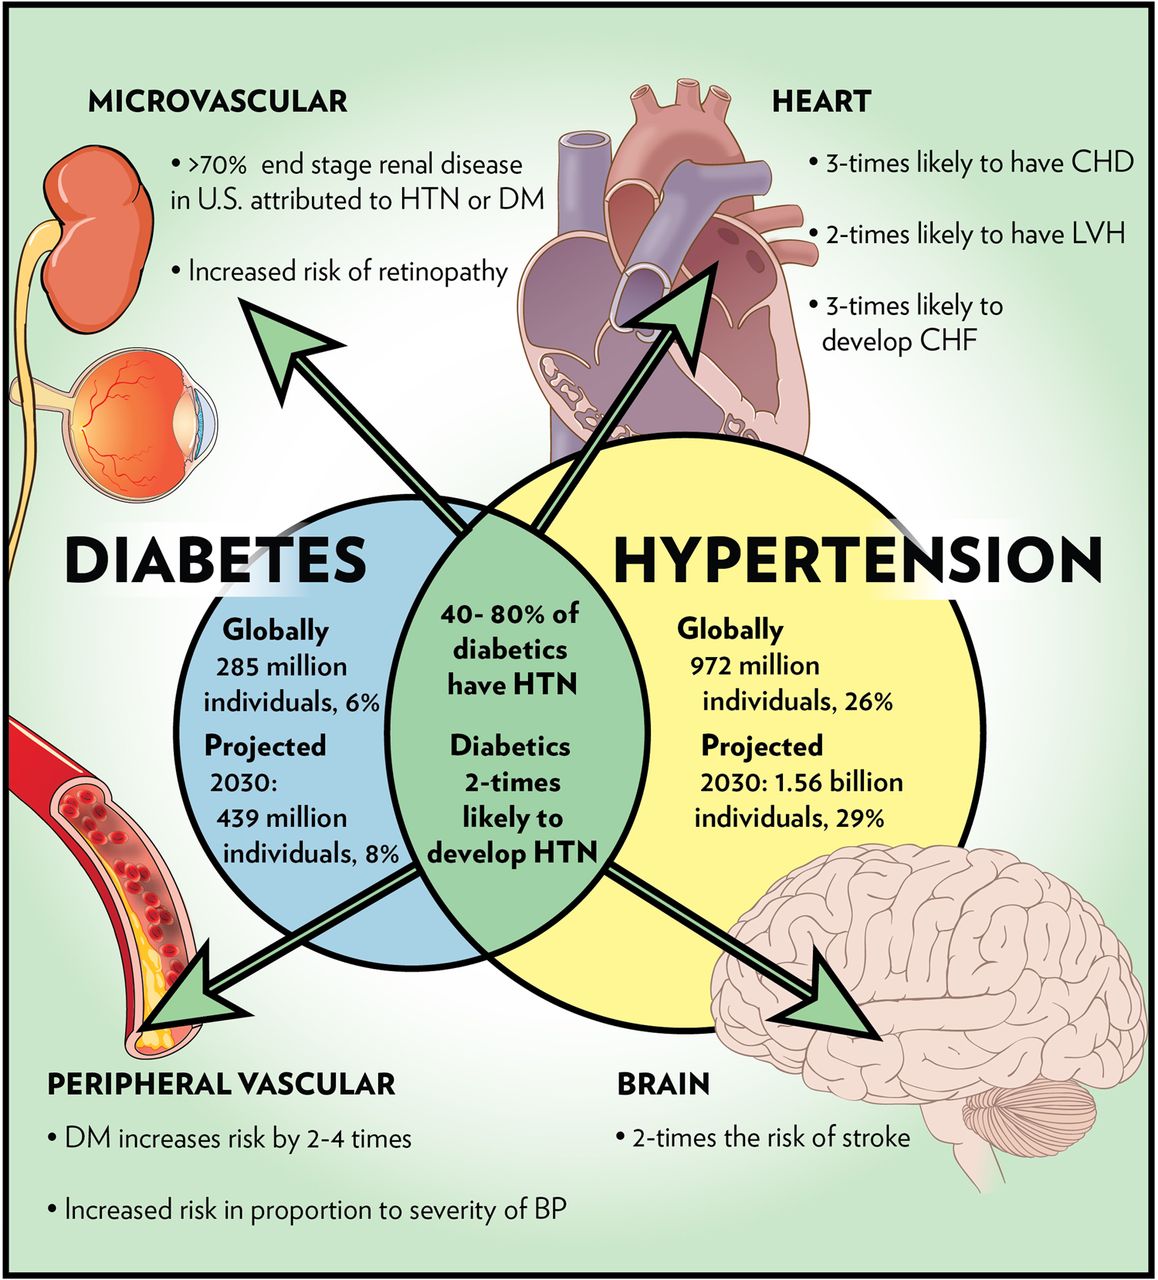 MICROVASCULAR
• >70%  end stage renal disease
in U.S. attributed to HTN or DM
• Increased risk of retinopathy
HEART
• 3-times likely to have CHD
• 2-times likely to have LVH
• 3-times likely to
develop CHF
DIABETES
Globally
285 million
individuals, 6%
Projected
2030:
439 million
individuals, 8%
40- 80% of
diabetics
have HTN
Diabetics
2-times
likely to
develop HTN
HYPERTENSION
Globally
972 million
individuals, 26%
Projected
2030: 1.56 billion
individuals, 29%
PERIPHERAL VASCULAR
• DM increases risk by 2-4 times
• Increased risk in proportion to severity of BP
BRAIN
• 2-times the risk of stroke